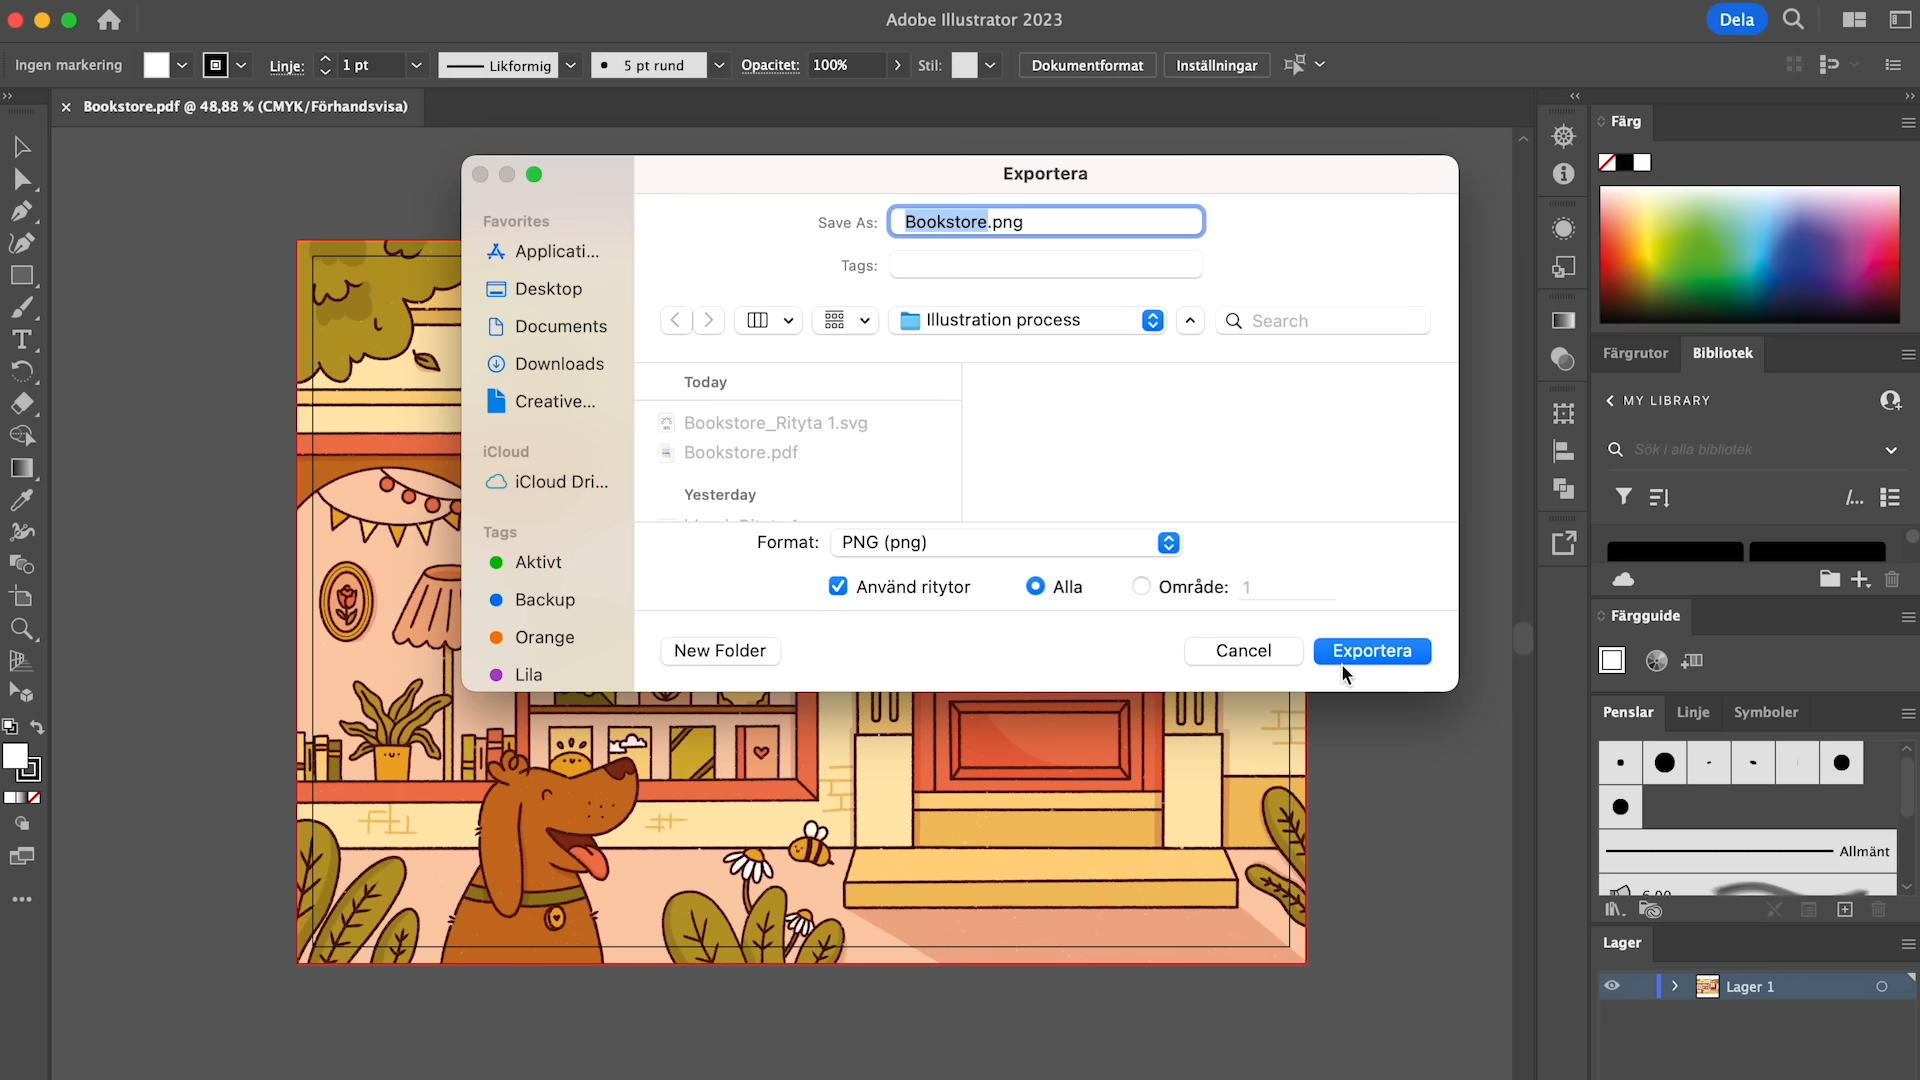 Adobe Illustrator 2023
Dela
Ingen markering
Linje:
1 pt
Likformig
5 pt rund
Opacitet:
100%
Stil:
Dokumentformat
Inställningar
Bookstore.pdf @ 48,88 % (CMYK/Förhandsvisa)
Exportera
Favorites
Applicati...
Desktop
Documents
Downloads
Creative...
iCloud
iCloud Dri...
Tags
Aktivt
Backup
Orange
Lila
Save As:
Bookstore.png
Tags:
Illustration process
Search
Today
Bookstore_Rityta 1.svg
Bookstore.pdf
Yesterday
Format:
PNG (png)
Använd ritytor
Alla
Område:
1
New Folder
Cancel
Exportera
Färg
Färgrutor
Bibliotek
MY LIBRARY
Sök i alla bibliotek
/...
Färgguide
Penslar
Linje
Symboler
Allmänt
Lager
Lager 1